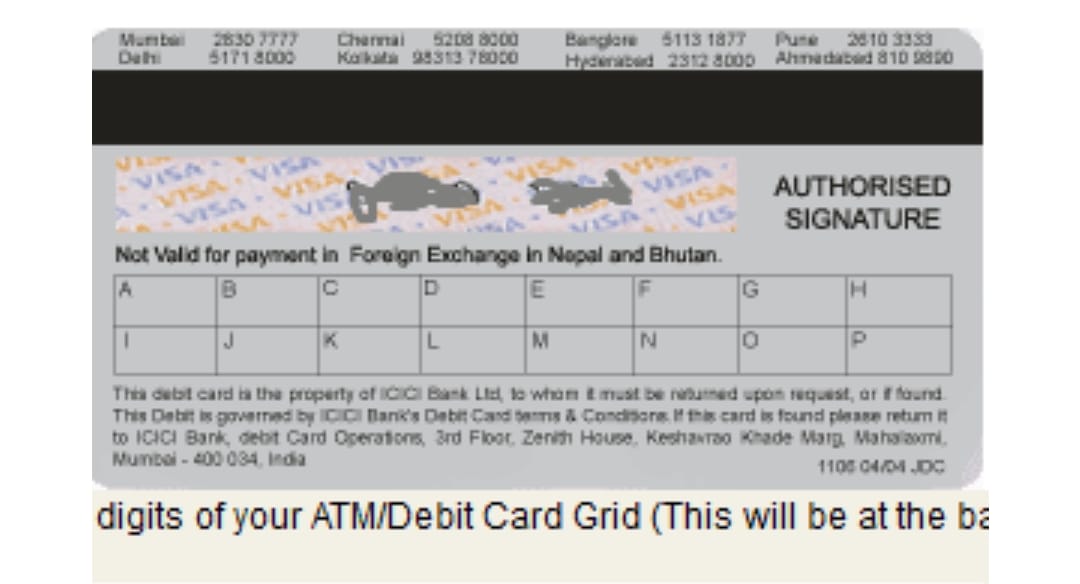 Mumbai 2830 7777 Chennai 5208 8000 Banglore 5113 1877 Pune 2610 3333
Delhi 5171 8000 Kolkata 98313 78000 Hyderabad 2312 8000 Ahmedabad 810 9890
VISA VISA VISA VISA VISA VISA
AUTHORISED
SIGNATURE
Not Valid for payment in Foreign Exchange in Nepal and Bhutan.
A B C D E F G H
I J K L M N O P
This debit card is the property of ICICI Bank Ltd, to whom it must be returned upon request, or if found.
This Debit is governed by ICICI Bank's Debit Card terms & Conditions. If this card is found please return it
to ICICI Bank, debit Card Operations, 3rd Floor, Zenith House, Keshavrao Khade Marg, Mahalaxmi,
Mumbai - 400 034, India
1106 04/04 JDC
digits of your ATM/Debit Card Grid (This will be at the ba